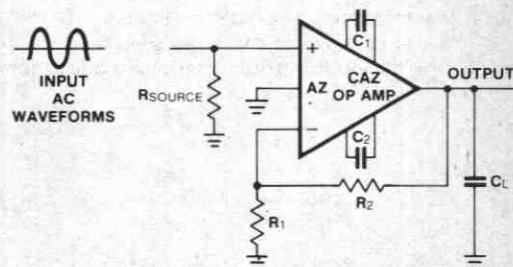 INPUT
AC
WAVEFORMS
RSOURCE
+
AZ
−
C1
CAZ
OP AMP
C2
R1
R2
OUTPUT
CL